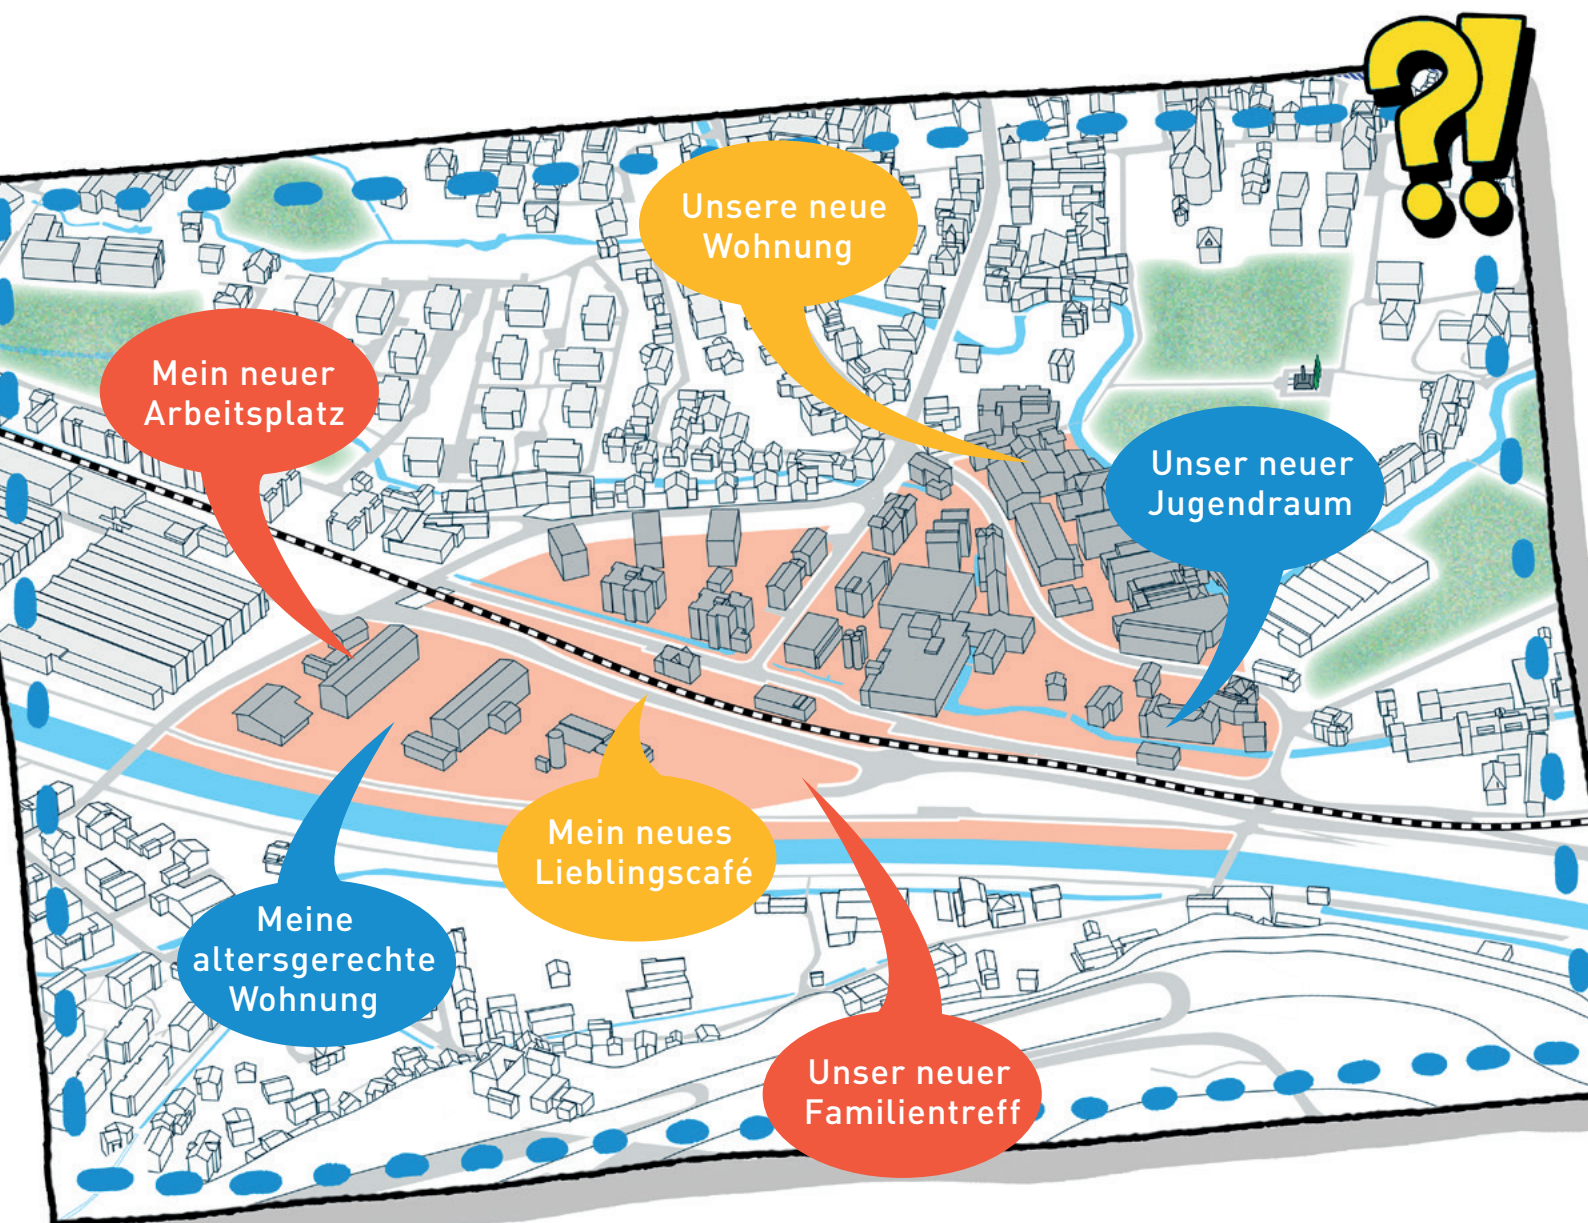 ?!
Unsere neue
Wohnung
Mein neuer
Arbeitsplatz
Unser neuer
Jugendraum
Mein neues
Lieblingscafé
Meine
altersgerechte
Wohnung
Unser neuer
Familientreff